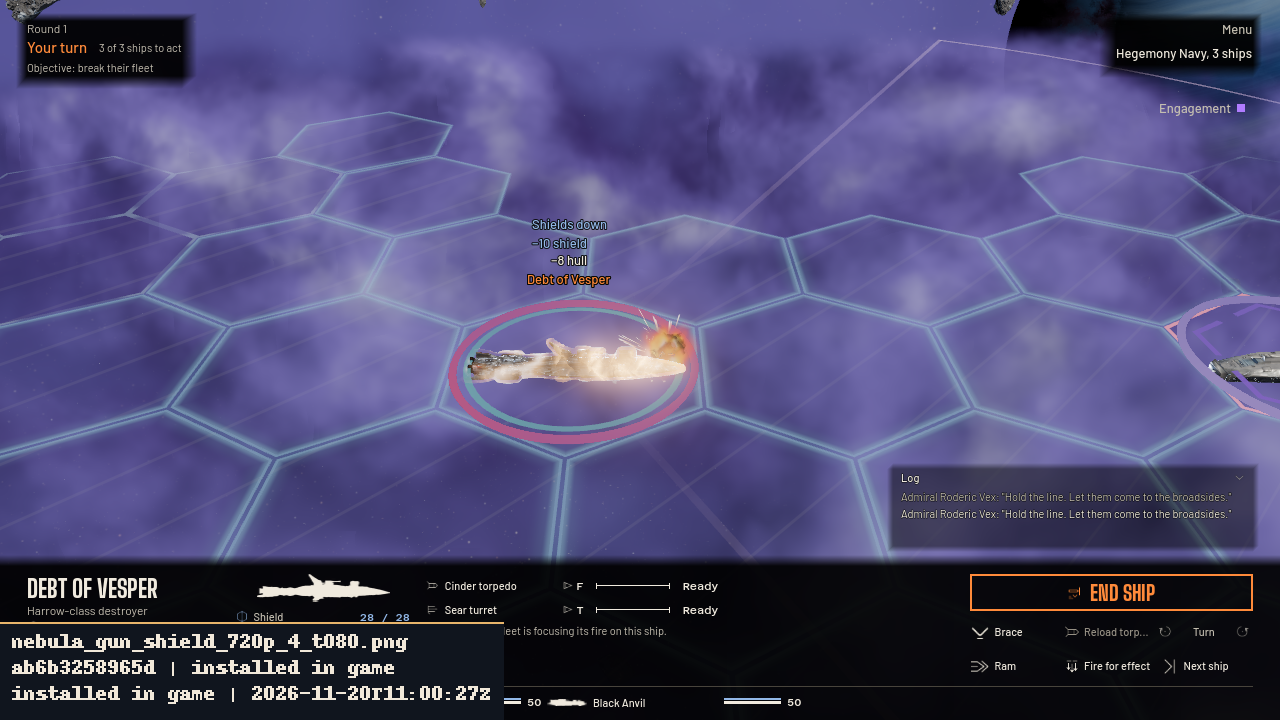 Round 1
Your turn 3 of 3 ships to act
Objective: break their fleet
Menu
Hegemony Navy, 3 ships
Engagement
Shields down
-10 shield
-8 hull
Debt of Vesper
Log
Admiral Roderic Vex: "Hold the line. Let them come to the broadsides."
Admiral Roderic Vex: "Hold the line. Let them come to the broadsides."
DEBT OF VESPER
Harrow-class destroyer
Shield 28 / 28
Cinder torpedo F Ready
Sear turret T Ready
leet is focusing its fire on this ship.
END SHIP
Brace Reload torp... Turn
Ram Fire for effect Next ship
50 Black Anvil 50
nebula_gun_shield_720p_4_t080.png
ab6b3258965d | installed in game
installed in game | 2026-11-20T11:00:27Z